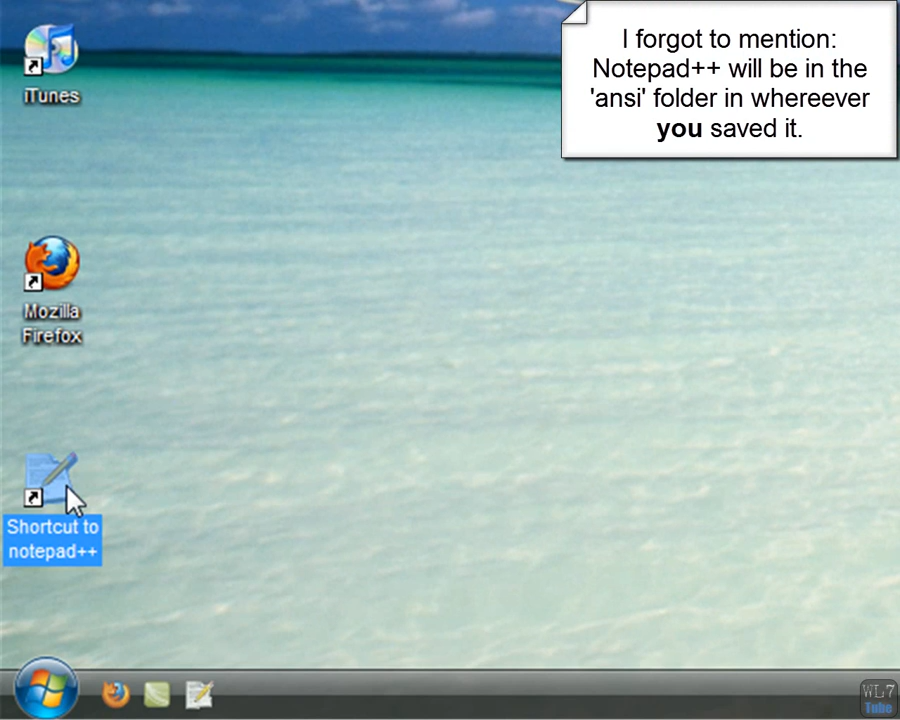 iTunes
I forgot to mention:
Notepad++ will be in the
'ansi' folder in whereever
you saved it.
Mozilla
Firefox
Shortcut to
notepad++
WL7
Tube